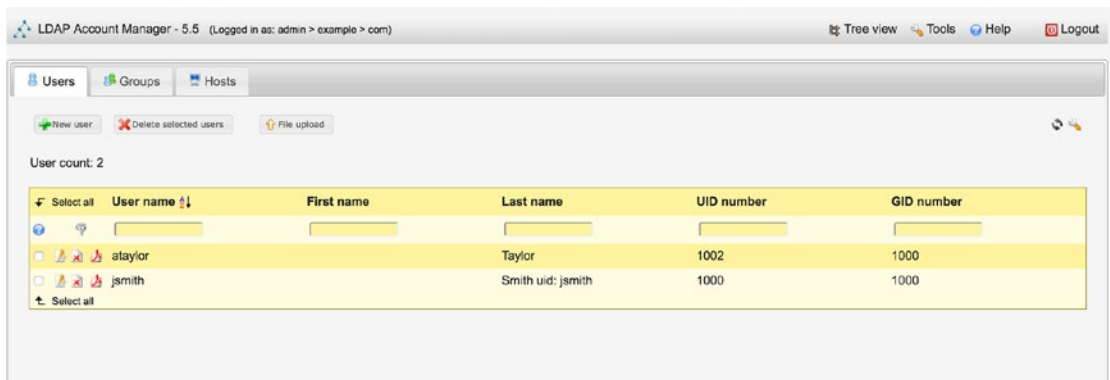 LDAP Account Manager - 5.5 (Logged in as: admin > example > com) Tree view Tools Help Logout
Users Groups Hosts
New user Delete selected users File upload
User count: 2
Select all User name First name Last name UID number GID number
ataylor Taylor 1002 1000
jsmith Smith uid: jsmith 1000 1000
Select all